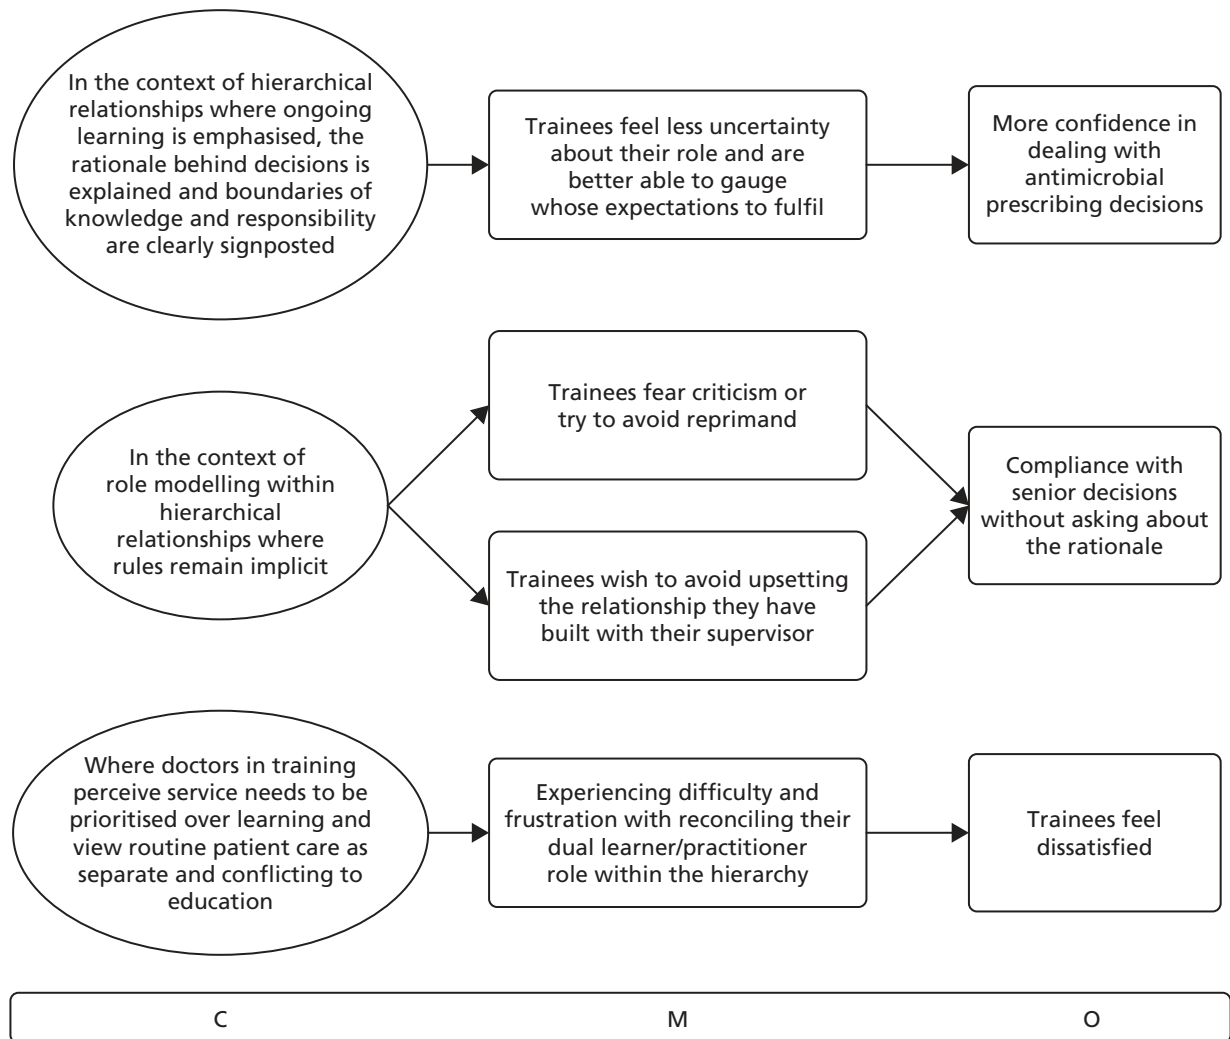 In the context of hierarchical
relationships where ongoing
learning is emphasised, the
rationale behind decisions is
explained and boundaries of
knowledge and responsibility
are clearly signposted
Trainees feel less uncertainty
about their role and are
better able to gauge
whose expectations to fulfil
More confidence in
dealing with
antimicrobial
prescribing decisions
In the context of
role modelling within
hierarchical
relationships where
rules remain implicit
Trainees fear criticism or
try to avoid reprimand
Trainees wish to avoid upsetting
the relationship they have
built with their supervisor
Compliance with
senior decisions
without asking about
the rationale
Where doctors in training
perceive service needs to be
prioritised over learning and
view routine patient care as
separate and conflicting to
education
Experiencing difficulty and
frustration with reconciling their
dual learner/practitioner
role within the hierarchy
Trainees feel
dissatisfied
C M O